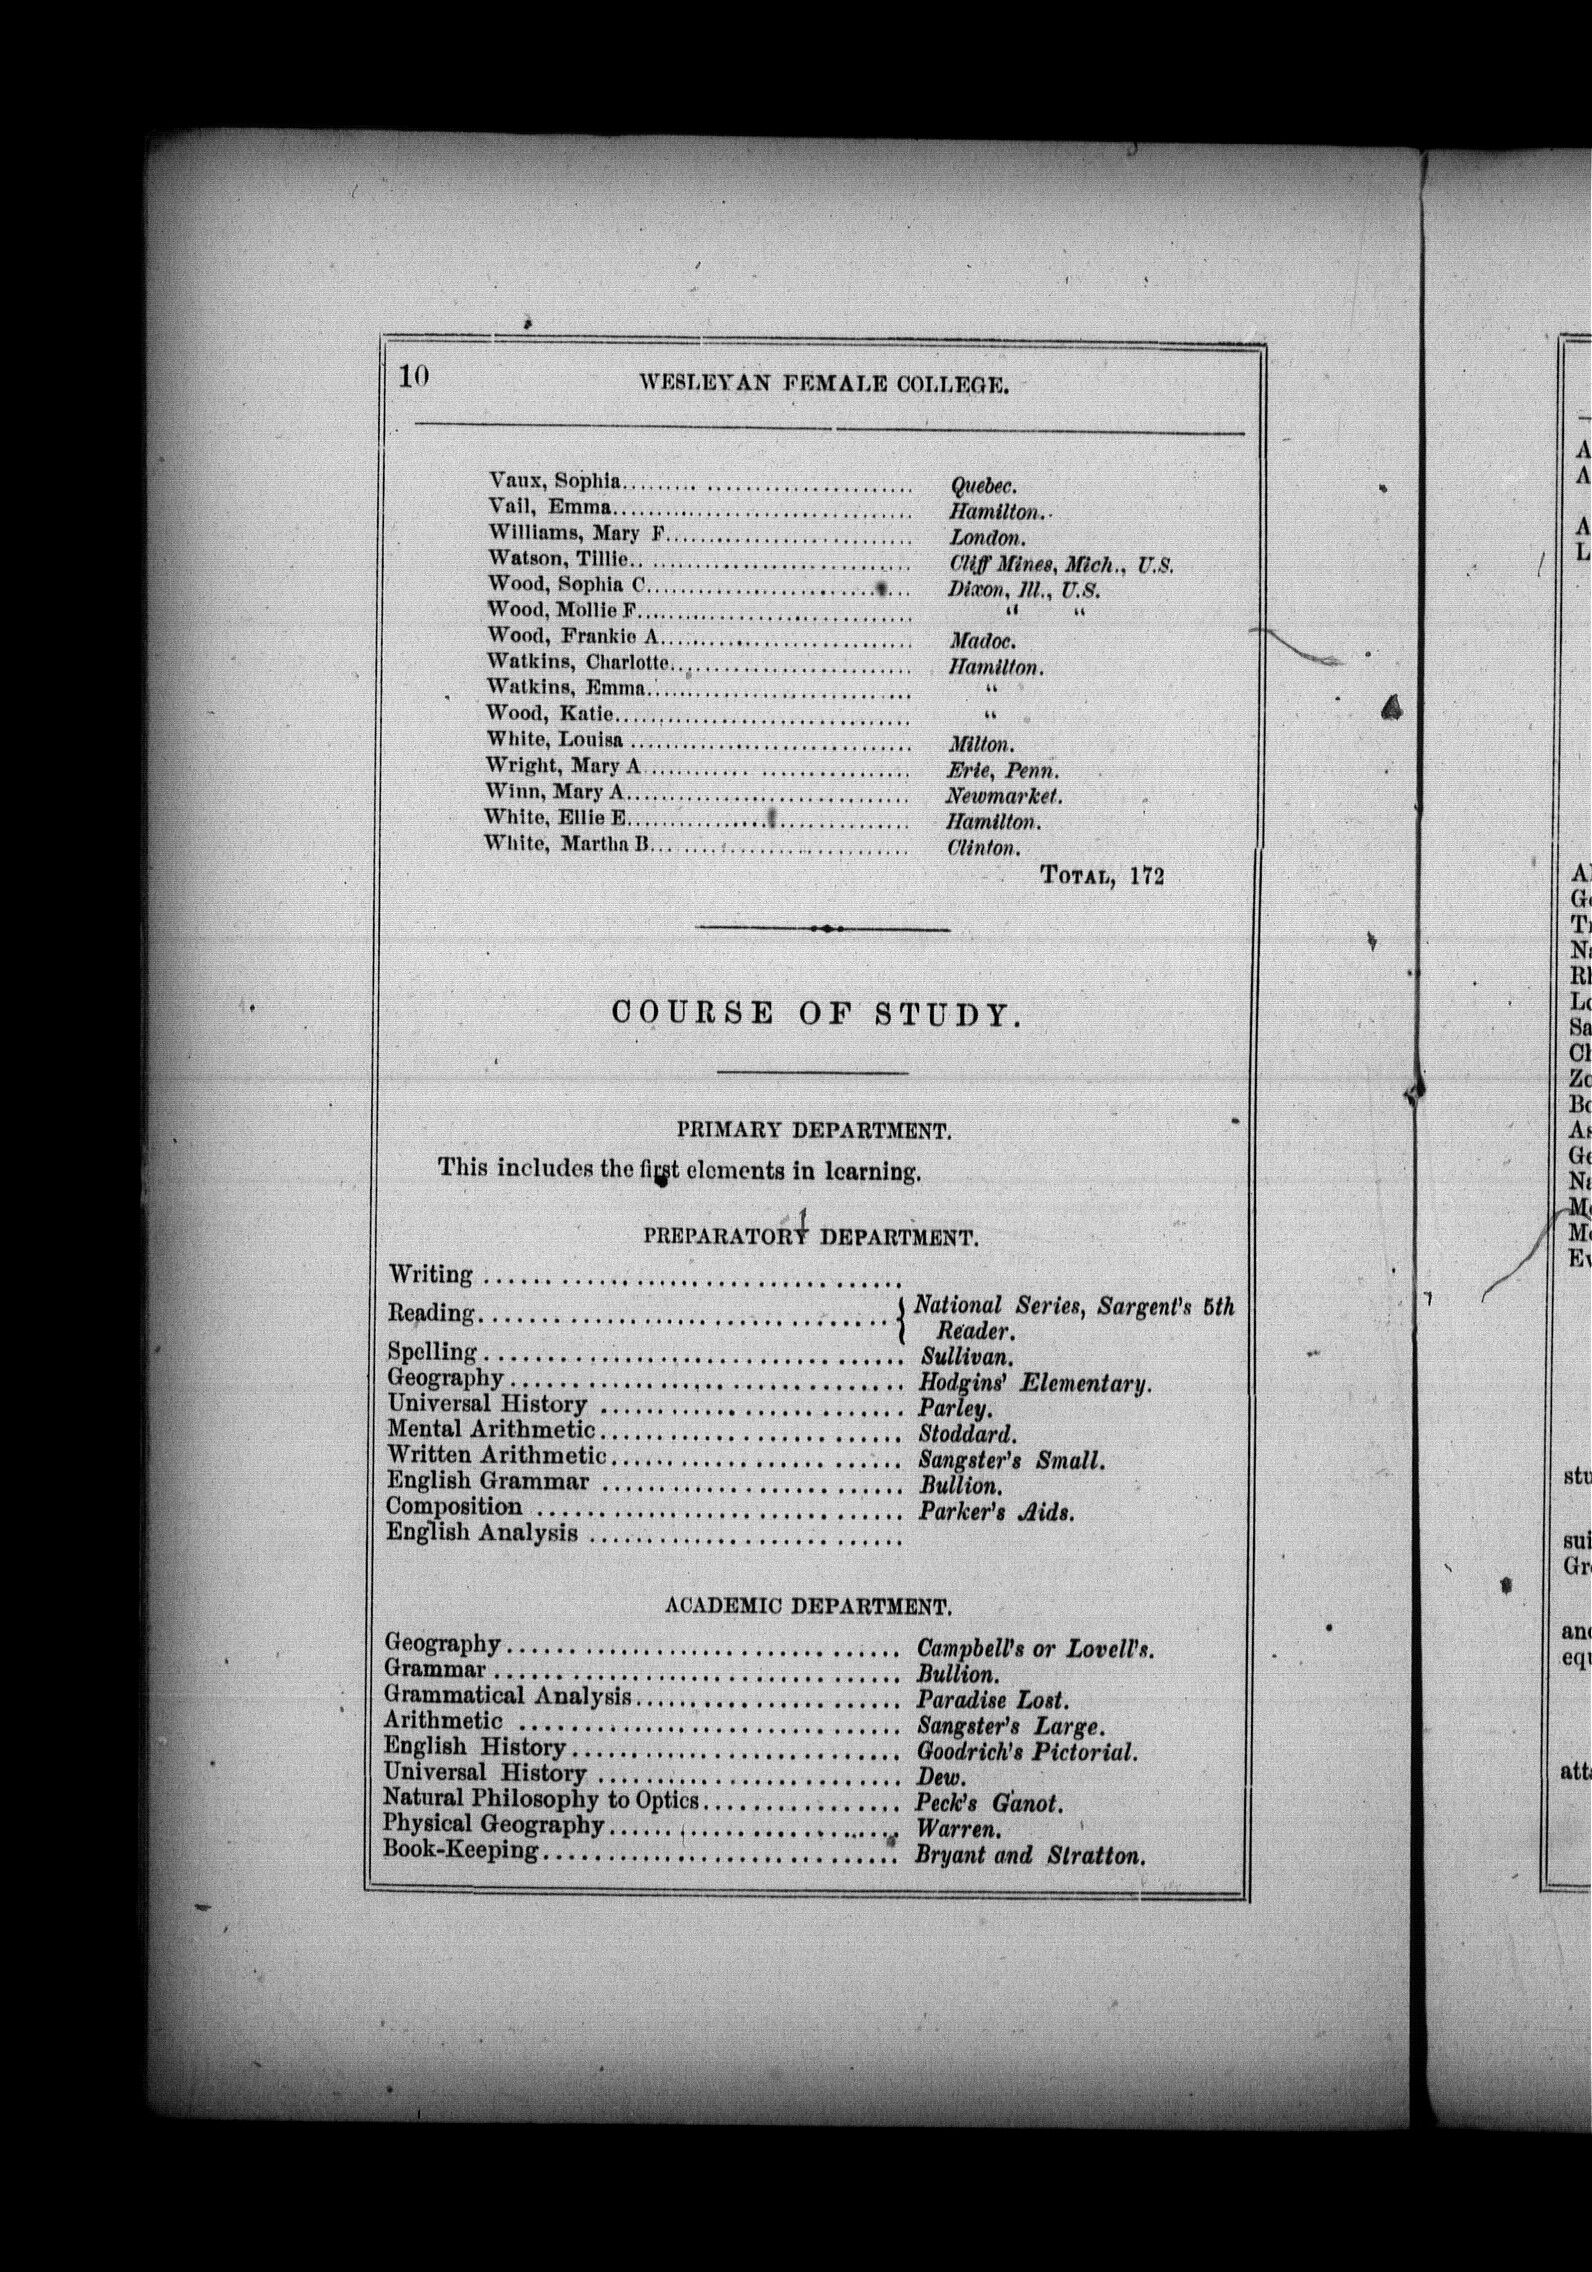 10
WESLEYAN FEMALE COLLEGE.
Vaux, Sophia.................................... Quebec.
Vail, Emma.................................... Hamilton.
Williams, Mary F.................................... London.
Watson, Tillie.................................... Cliff Mines, Mich., U.S.
Wood, Sophia C.................................... Dixon, Ill., U.S.
Wood, Mollie F.................................... “ “
Wood, Frankie A.................................... Madoc.
Watkins, Charlotte.................................... Hamilton.
Watkins, Emma.................................... “
Wood, Katie.................................... “
White, Louisa.................................... Milton.
Wright, Mary A.................................... Erie, Penn.
Winn, Mary A.................................... Newmarket.
White, Ellie E.................................... Hamilton.
White, Martha B.................................... Clinton.
TOTAL, 172
COURSE OF STUDY.
PRIMARY DEPARTMENT.
This includes the first elements in learning.
PREPARATORY DEPARTMENT.
Writing ....................................
Reading.................................... { National Series, Sargent's 5th
Reader.
Spelling.................................... Sullivan.
Geography.................................... Hodgins' Elementary.
Universal History .................................... Parley.
Mental Arithmetic.................................... Stoddard.
Written Arithmetic.................................... Sangster's Small.
English Grammar .................................... Bullion.
Composition .................................... Parker's Aids.
English Analysis ....................................
ACADEMIC DEPARTMENT.
Geography.................................... Campbell's or Lovell's.
Grammar .................................... Bullion.
Grammatical Analysis.................................... Paradise Lost.
Arithmetic .................................... Sangster's Large.
English History.................................... Goodrich's Pictorial.
Universal History .................................... Dew.
Natural Philosophy to Optics.................................... Peck's Ganot.
Physical Geography.................................... Warren.
Book-Keeping.................................... Bryant and Stratton.